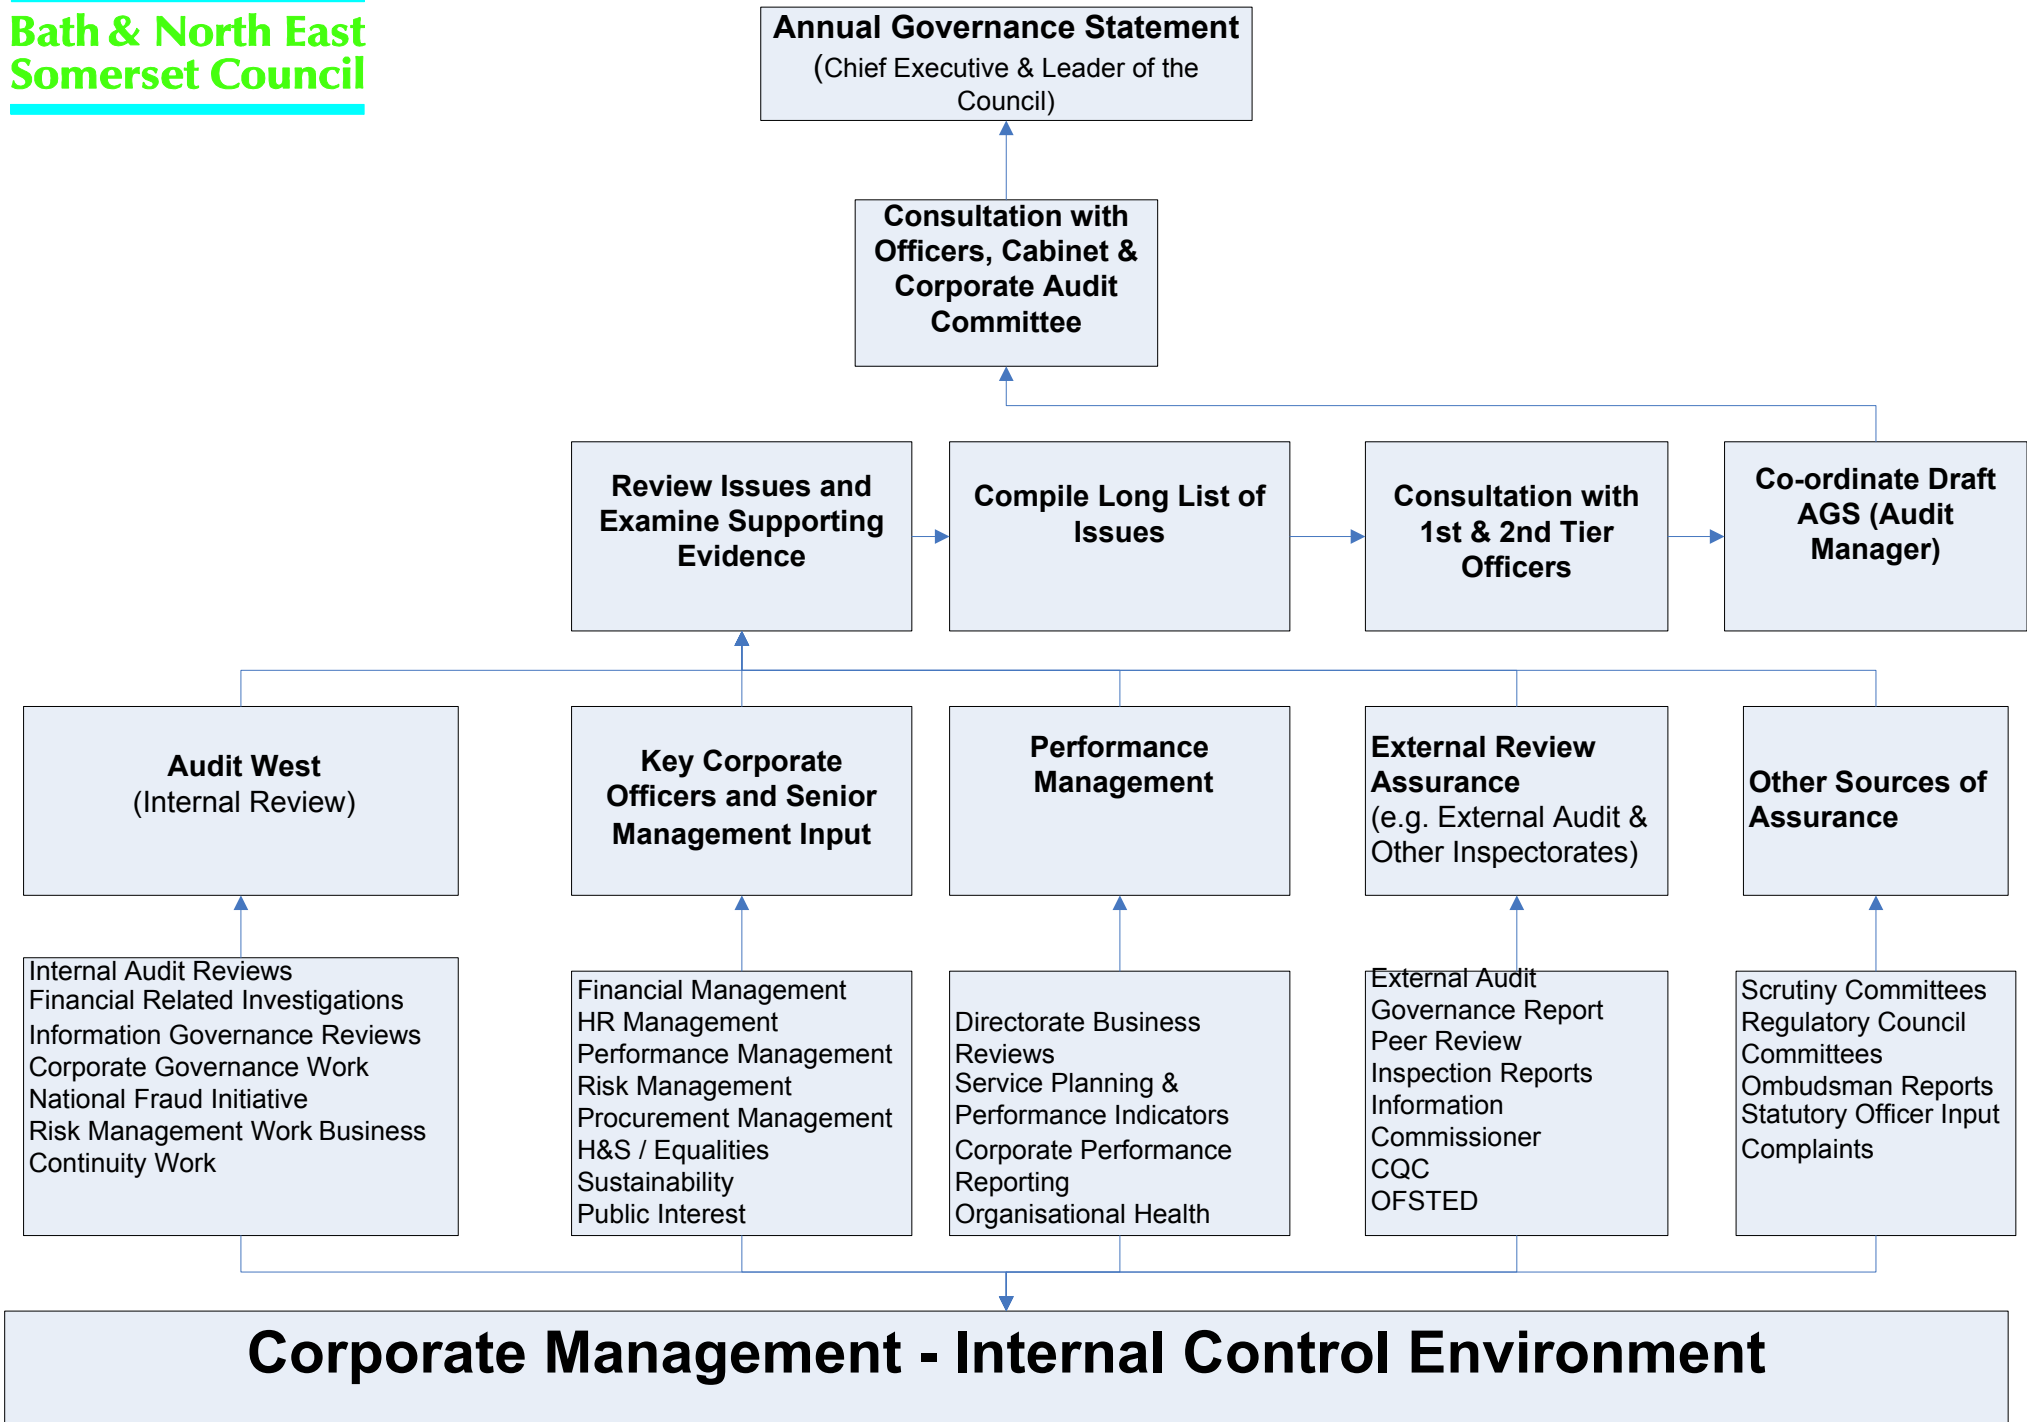 Bath & North East
Somerset Council
Annual Governance Statement
(Chief Executive & Leader of the
Council)
Consultation with
Officers, Cabinet &
Corporate Audit
Committee
Review Issues and
Examine Supporting
Evidence
Compile Long List of
Issues
Consultation with
1st & 2nd Tier
Officers
Co-ordinate Draft
AGS (Audit
Manager)
Audit West
(Internal Review)
Key Corporate
Officers and Senior
Management Input
Performance
Management
External Review
Assurance
(e.g. External Audit &
Other Inspectorates)
Other Sources of
Assurance
Internal Audit Reviews
Financial Related Investigations
Information Governance Reviews
Corporate Governance Work
National Fraud Initiative
Risk Management Work Business
Continuity Work
Financial Management
HR Management
Performance Management
Risk Management
Procurement Management
H&S / Equalities
Sustainability
Public Interest
Directorate Business
Reviews
Service Planning &
Performance Indicators
Corporate Performance
Reporting
Organisational Health
External Audit
Governance Report
Peer Review
Inspection Reports
Information
Commissioner
CQC
OFSTED
Scrutiny Committees
Regulatory Council
Committees
Ombudsman Reports
Statutory Officer Input
Complaints
Corporate Management - Internal Control Environment